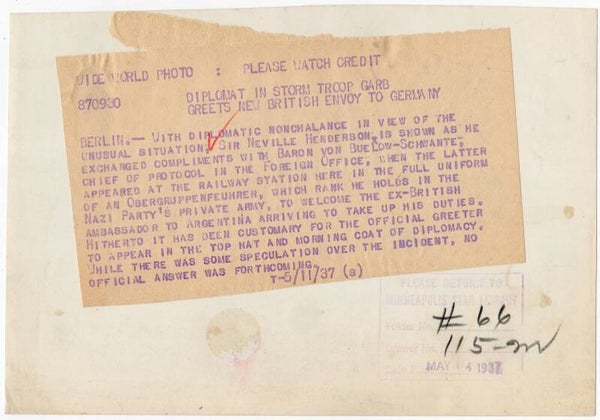 WIDE WORLD PHOTO : PLEASE WATCH CREDIT
870930 DIPLOMAT IN STORM TROOP GARB
GREETS NEW BRITISH ENVOY TO GERMANY
BERLIN.-- WITH DIPLOMATIC NONCHALANCE IN VIEW OF THE
UNUSUAL SITUATION, SIR NEVILLE HENDERSON, IS SHOWN AS HE
EXCHANGED COMPLIMENTS WITH BARON VON BUELOW-SCHWANTE,
CHIEF OF PROTOCOL IN THE FOREIGN OFFICE, WHEN THE LATTER
APPEARED AT THE RAILWAY STATION HERE IN THE FULL UNIFORM
OF AN OBERGRUPPENFEUHRER, WHICH RANK HE HOLDS IN THE
NAZI PARTY'S PRIVATE ARMY, TO WELCOME THE EX-BRITISH
AMBASSADOR TO ARGENTINA ARRIVING TO TAKE UP HIS DUTIES.
HITHERTO IT HAS BEEN CUSTOMARY FOR THE OFFICIAL GREETER
TO APPEAR IN THE TOP HAT AND MORNING COAT OF DIPLOMACY.
WHILE THERE WAS SOME SPECULATION OVER THE INCIDENT, NO
OFFICIAL ANSWER WAS FORTHCOMING.
T-5/11/37 (S)
PLEASE RETURN TO
MINNEAPOLIS STAR LIBRARY
Folder No.
#66
115-
MAY 14 1937